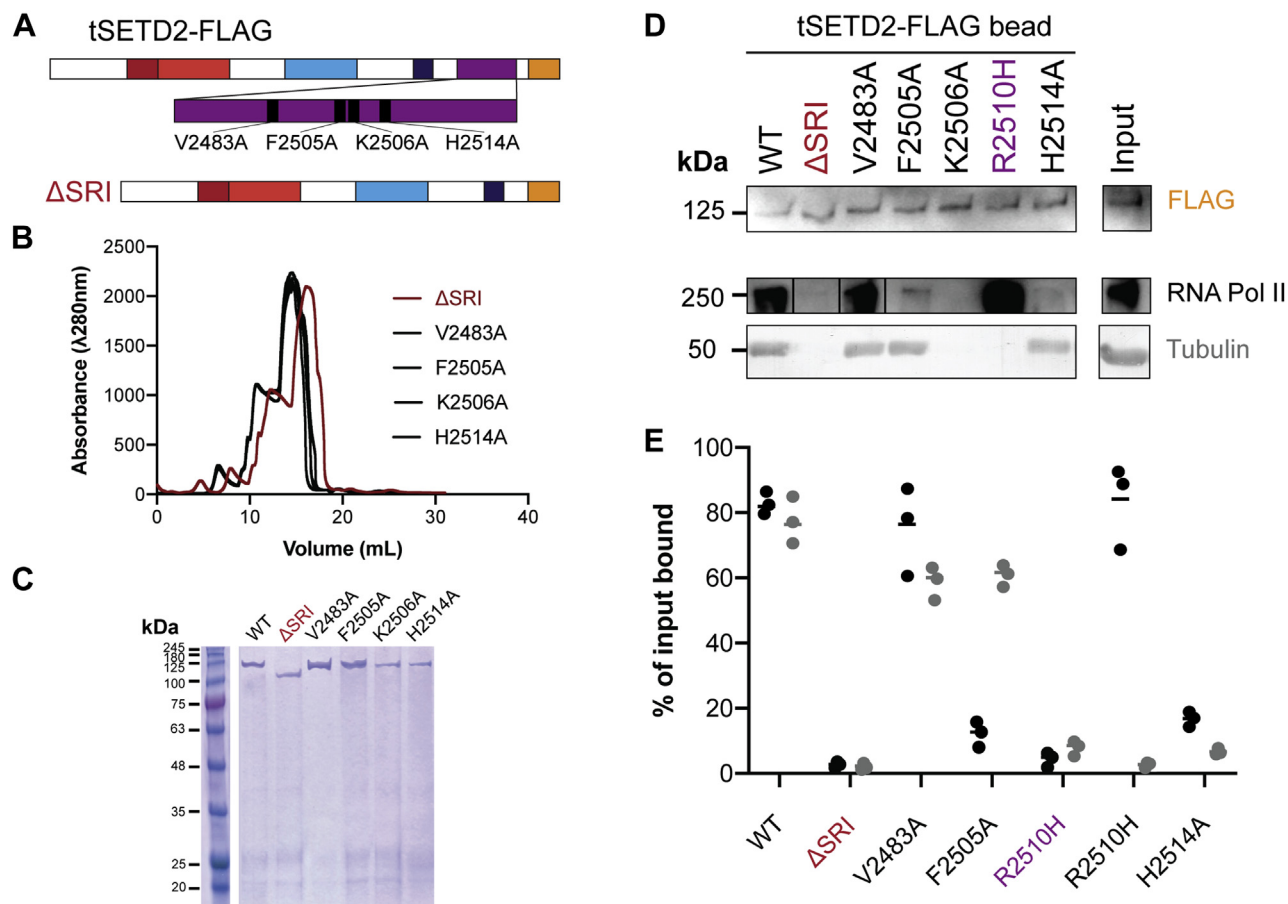 A
tSETD2-FLAG
V2483A F2505A K2506A H2514A
ΔSRI
B
2500
2000
1500
1000
500
0
Absorbance (λ280nm)
0 10 20 30 40
Volume (mL)
ΔSRI
V2483A
F2505A
K2506A
H2514A
C
kDa
WT ΔSRI V2483A F2505A K2506A H2514A
245
180
125
100
75
63
48
35
25
20
D
tSETD2-FLAG bead
kDa
WT ΔSRI V2483A F2505A K2506A R2510H H2514A Input
125 FLAG
250 RNA Pol II
50 Tubulin
E
100
80
60
40
20
0
% of input bound
WT ΔSRI V2483A F2505A R2510H R2510H H2514A